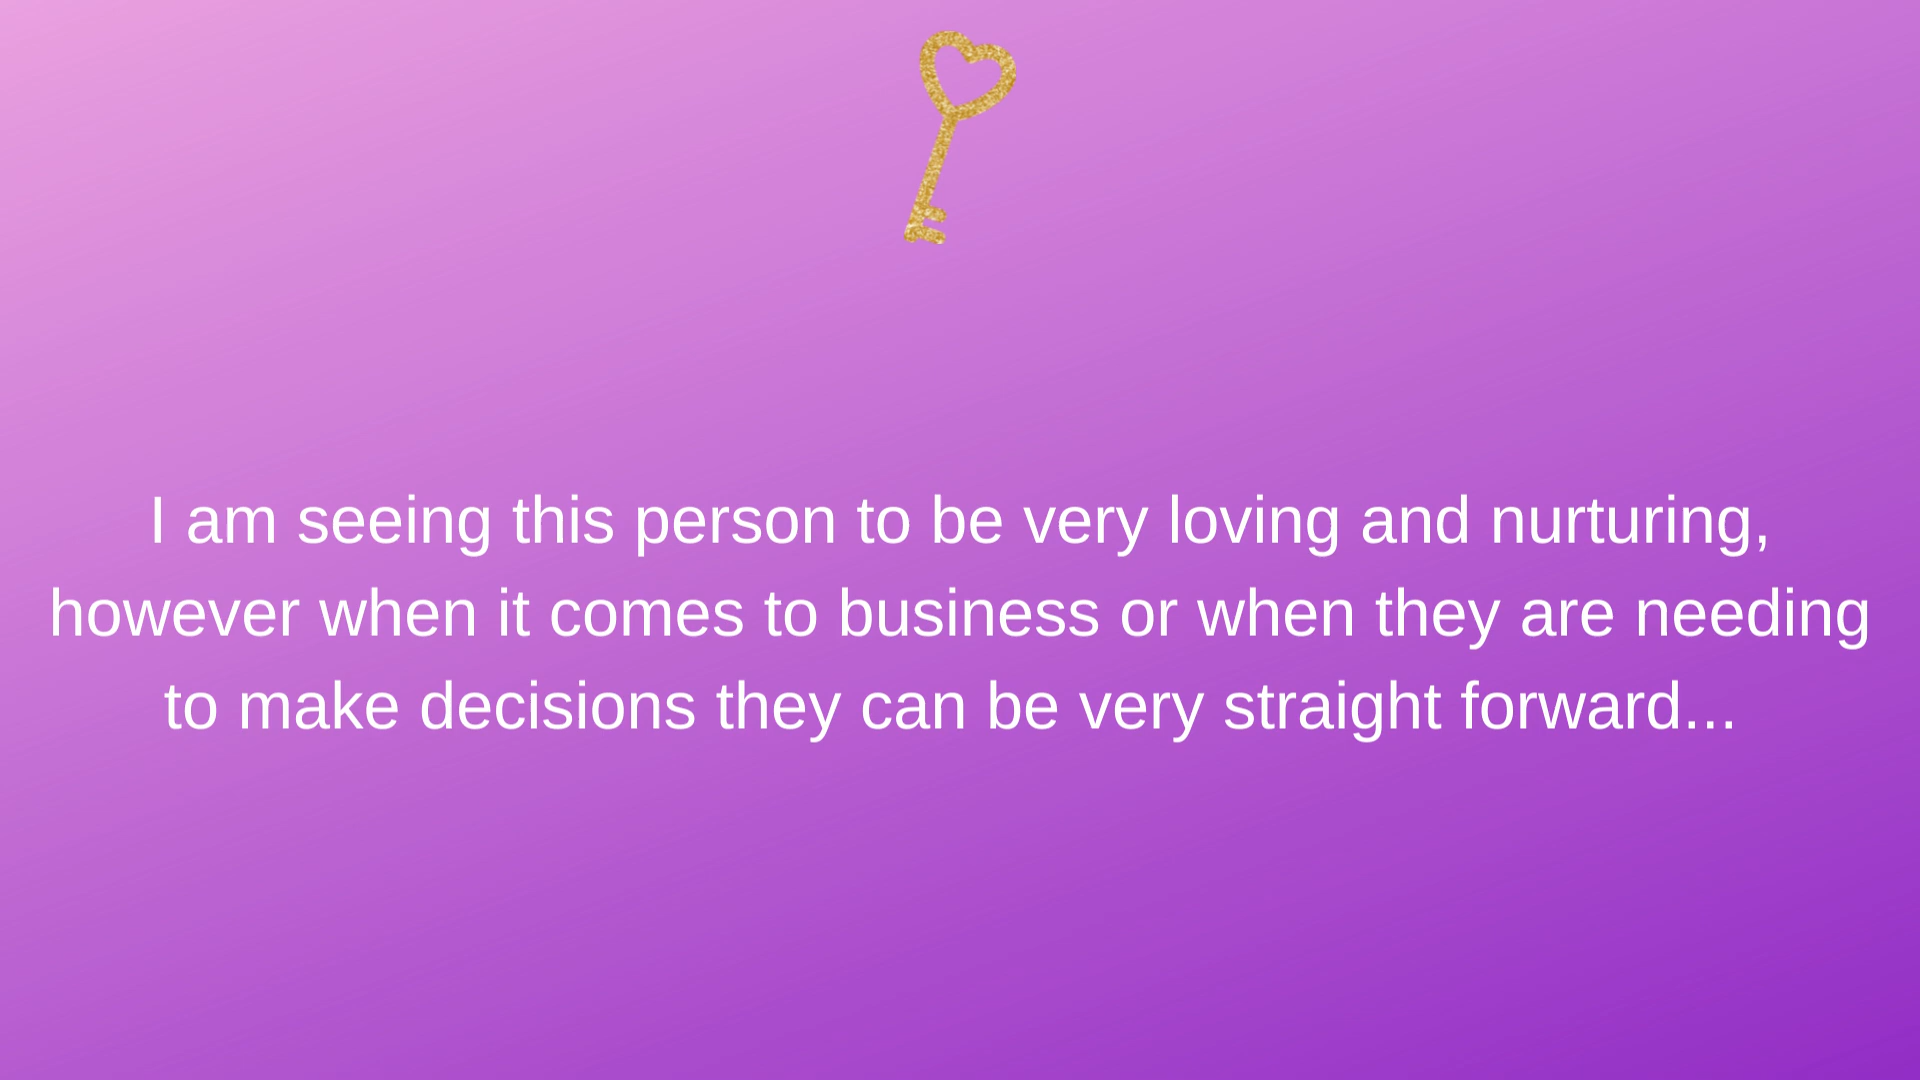 I am seeing this person to be very loving and nurturing,
however when it comes to business or when they are needing
to make decisions they can be very straight forward...